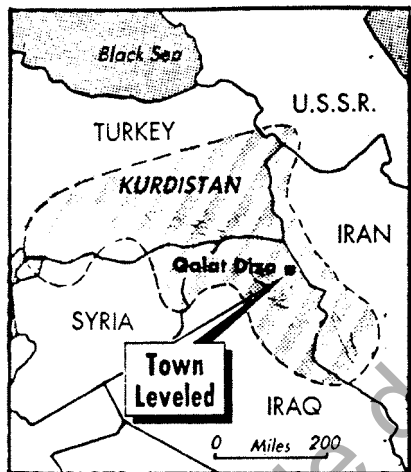 Black Sea
U.S.S.R.
TURKEY
KURDISTAN
IRAN
Qalat Diza
SYRIA
Town
Leveled
IRAQ
0 Miles 200